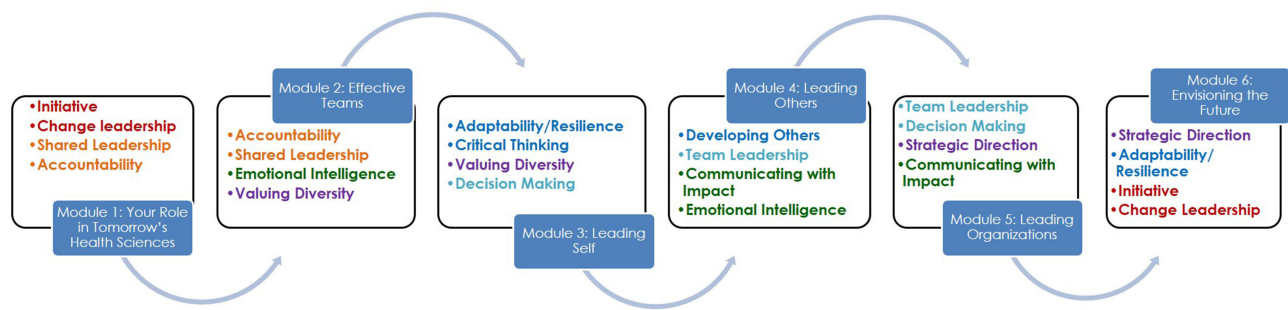 •Initiative
•Change leadership
•Shared Leadership
•Accountability
Module 1: Your Role
in Tomorrow's
Health Sciences
Module 2: Effective
Teams
•Accountability
•Shared Leadership
•Emotional Intelligence
•Valuing Diversity
•Adaptability/Resilience
•Critical Thinking
•Valuing Diversity
•Decision Making
Module 3: Leading
Self
Module 4: Leading
Others
•Developing Others
•Team Leadership
•Communicating with
Impact
•Emotional Intelligence
•Team Leadership
•Decision Making
•Strategic Direction
•Communicating with
Impact
Module 5: Leading
Organizations
Module 6:
Envisioning the
Future
•Strategic Direction
•Adaptability/
Resilience
•Initiative
•Change Leadership